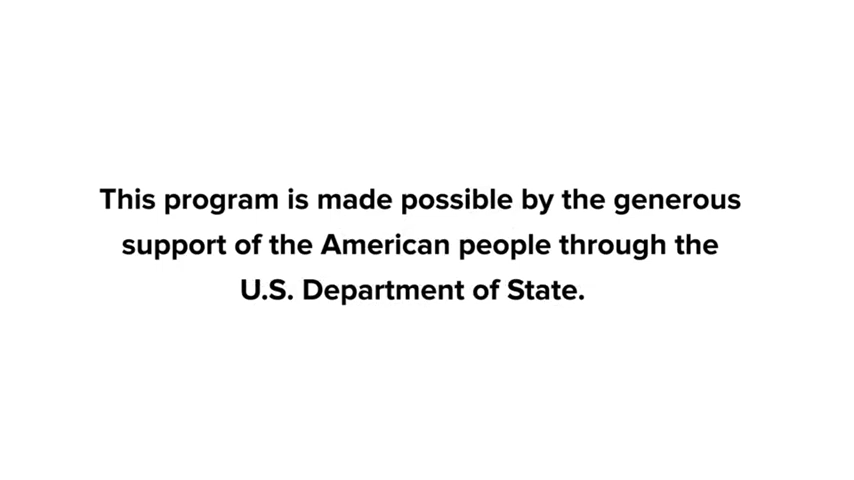 This program is made possible by the generous
support of the American people through the
U.S. Department of State.